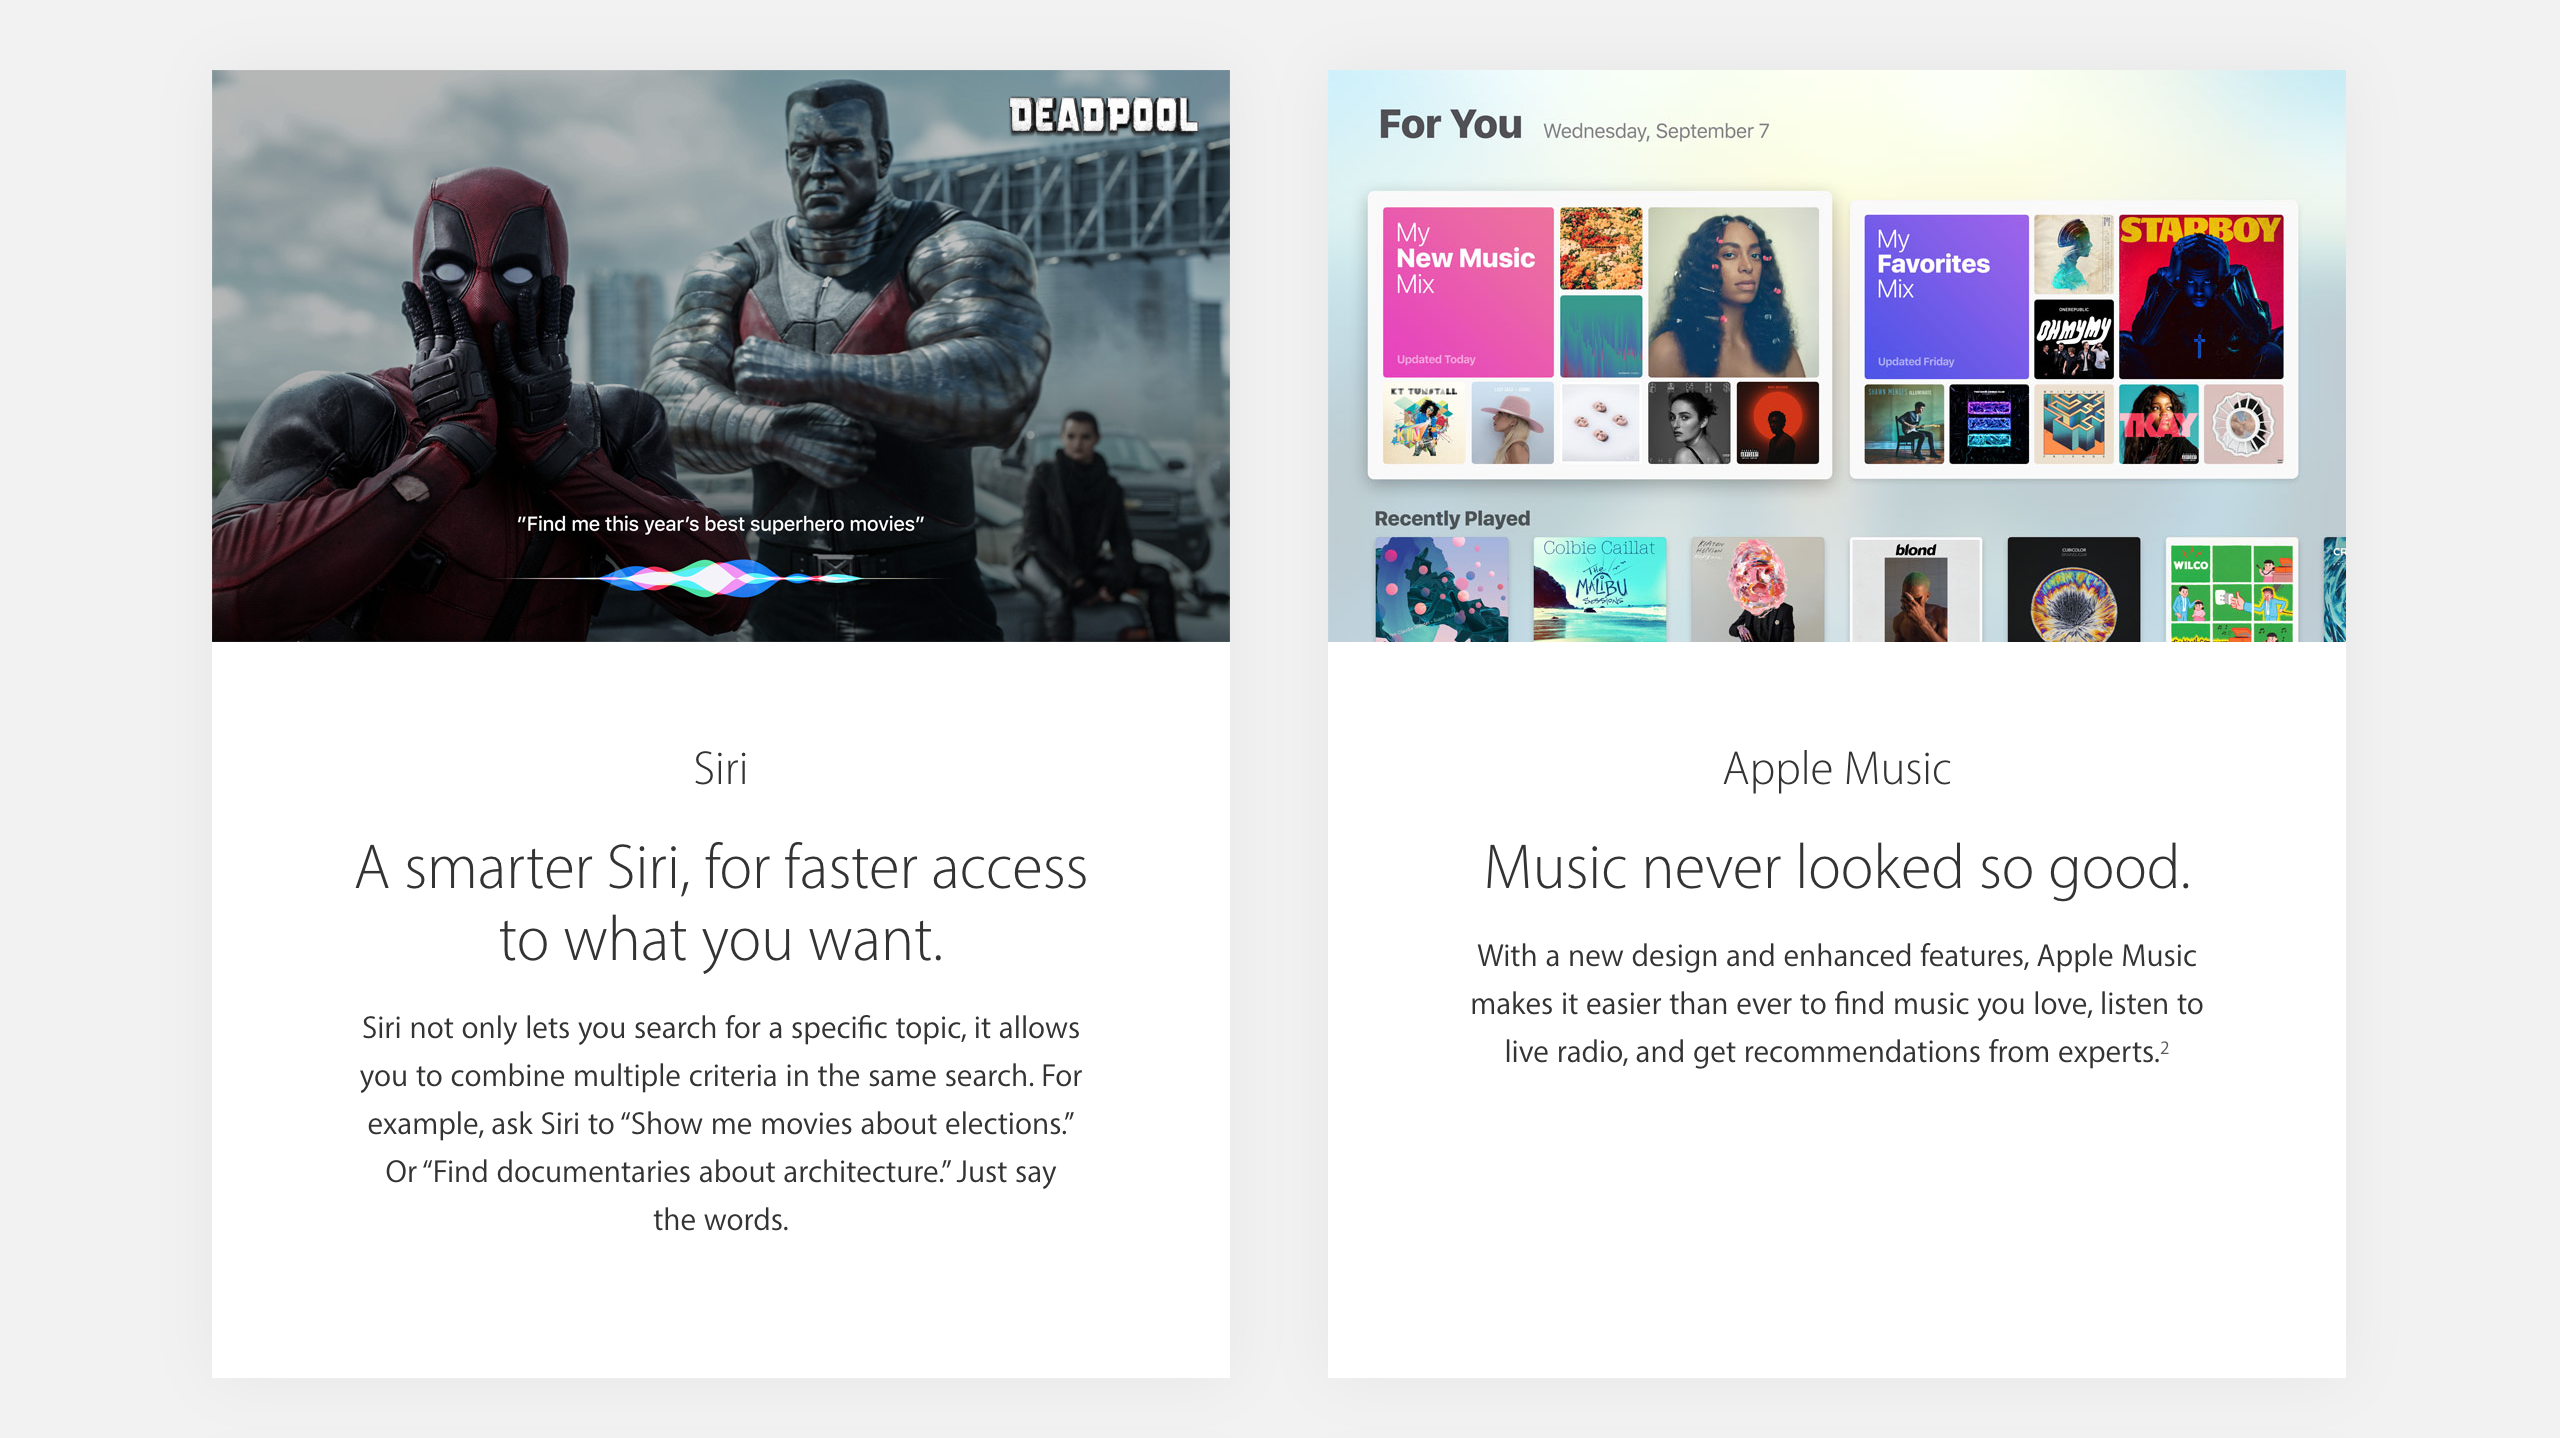 DEADPOOL
"Find me this year's best superhero movies"
Siri
A smarter Siri, for faster access
to what you want.
Siri not only lets you search for a specific topic, it allows
you to combine multiple criteria in the same search. For
example, ask Siri to “Show me movies about elections.”
Or “Find documentaries about architecture.” Just say
the words.
For You Wednesday, September 7
My
New Music
Mix
Updated Today
KT TUNSTALL
My
Favorites
Mix
Updated Friday
STARBOY
ONEREPUBLIC
OH MY MY
SHAWN MENDES ILLUMINATE
TKAY
Recently Played
Colbie Caillat
THE
MALIBU
SESSIONS
blond
CUBICOLOR
WILCO
CR
Apple Music
Music never looked so good.
With a new design and enhanced features, Apple Music
makes it easier than ever to find music you love, listen to
live radio, and get recommendations from experts.2